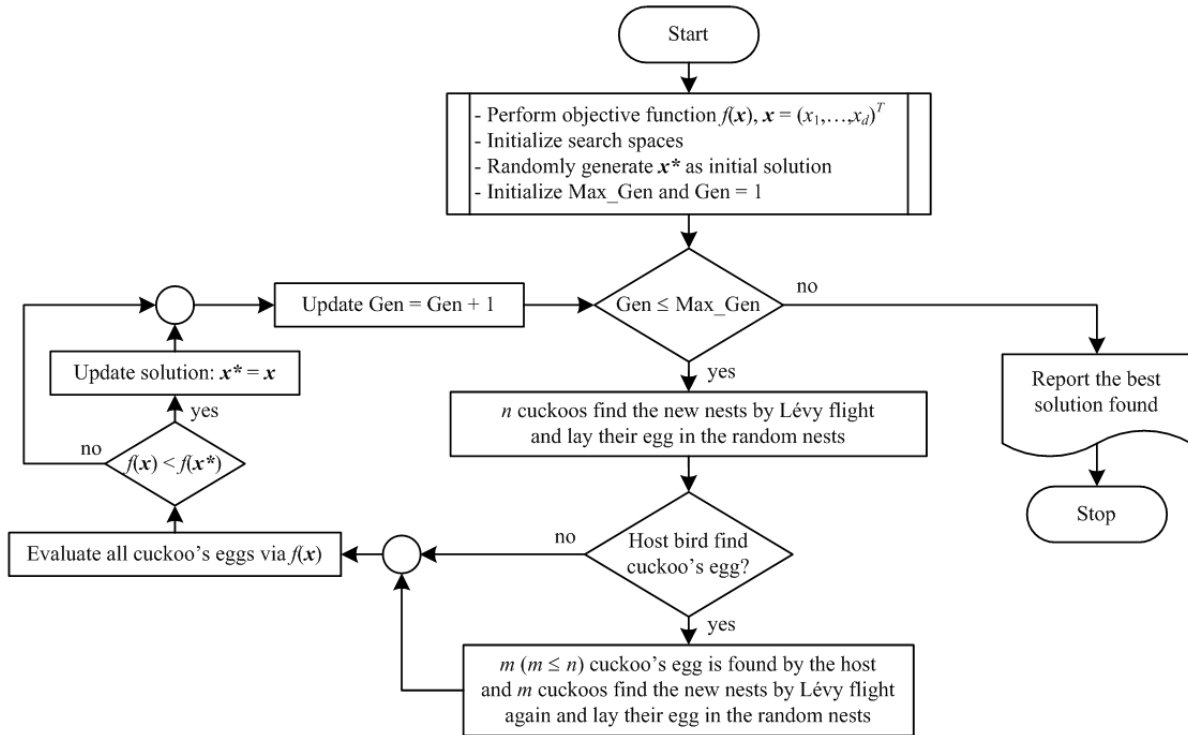 Start
- Perform objective function f(x), x = (x₁,…,x_d)ᵀ
- Initialize search spaces
- Randomly generate x* as initial solution
- Initialize Max_Gen and Gen = 1
Update Gen = Gen + 1
Gen ≤ Max_Gen
no
yes
Update solution: x* = x
yes
no
f(x) < f(x*)
n cuckoos find the new nests by Lévy flight
and lay their egg in the random nests
Report the best
solution found
Stop
Evaluate all cuckoo's eggs via f(x)
no
Host bird find
cuckoo's egg?
yes
m (m ≤ n) cuckoo's egg is found by the host
and m cuckoos find the new nests by Lévy flight
again and lay their egg in the random nests